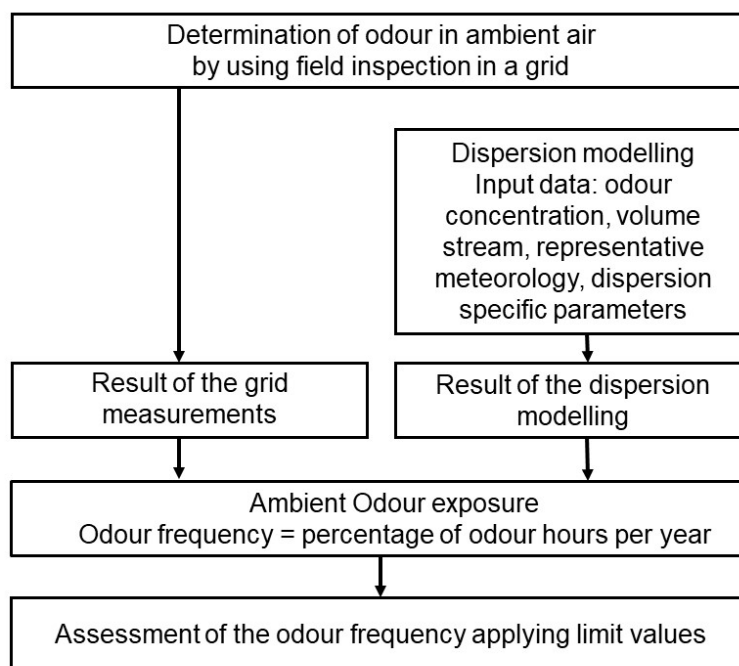 Determination of odour in ambient air
by using field inspection in a grid
Dispersion modelling
Input data: odour
concentration, volume
stream, representative
meteorology, dispersion
specific parameters
Result of the grid
measurements
Result of the dispersion
modelling
Ambient Odour exposure
Odour frequency = percentage of odour hours per year
Assessment of the odour frequency applying limit values